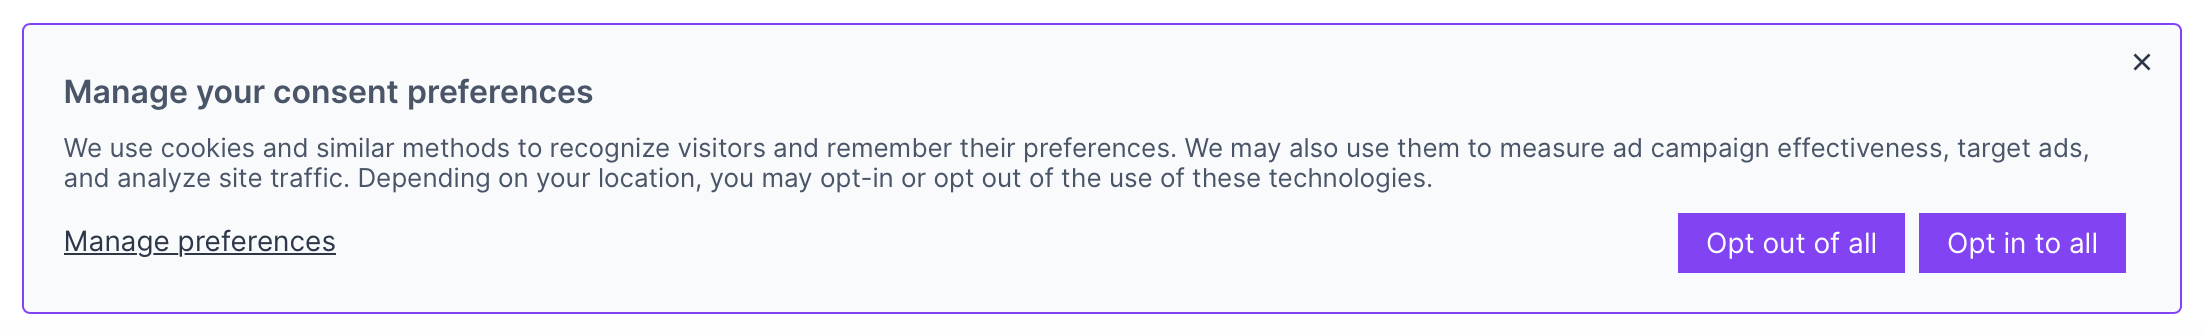 Manage your consent preferences
We use cookies and similar methods to recognize visitors and remember their preferences. We may also use them to measure ad campaign effectiveness, target ads,
and analyze site traffic. Depending on your location, you may opt-in or opt out of the use of these technologies.
Manage preferences
Opt out of all
Opt in to all